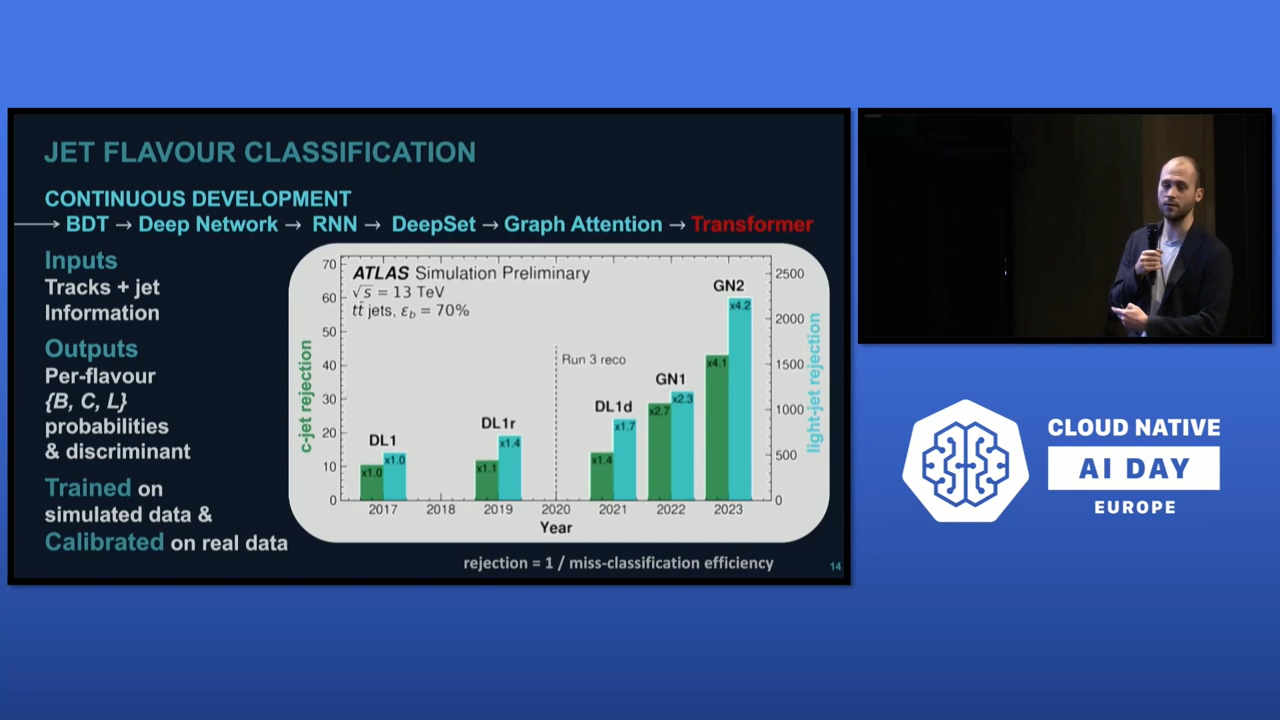 JET FLAVOUR CLASSIFICATION
CONTINUOUS DEVELOPMENT
→ BDT → Deep Network → RNN → DeepSet → Graph Attention → Transformer
Inputs
Tracks + jet
Information
Outputs
Per-flavour
{B, C, L}
probabilities
& discriminant
Trained on
simulated data &
Calibrated on real data
ATLAS Simulation Preliminary
√s = 13 TeV
tt̄ jets, εb = 70%
Run 3 reco
c-jet rejection
70
60
50
40
30
20
10
0
DL1
x1.0
x1.0
DL1r
x1.1
x1.4
DL1d
x1.4
x1.7
GN1
x2.7
x2.3
GN2
x4.1
x4.2
2500
2000
1500
1000
500
0
light-jet rejection
2017 2018 2019 2020 2021 2022 2023
Year
rejection = 1 / miss-classification efficiency
14
CLOUD NATIVE
AI DAY
EUROPE